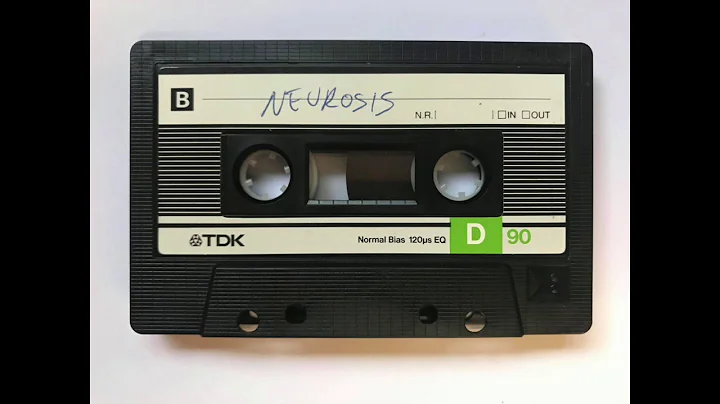 B NEUROSIS
N.R. IN OUT
TDK Normal Bias 120µs EQ D 90